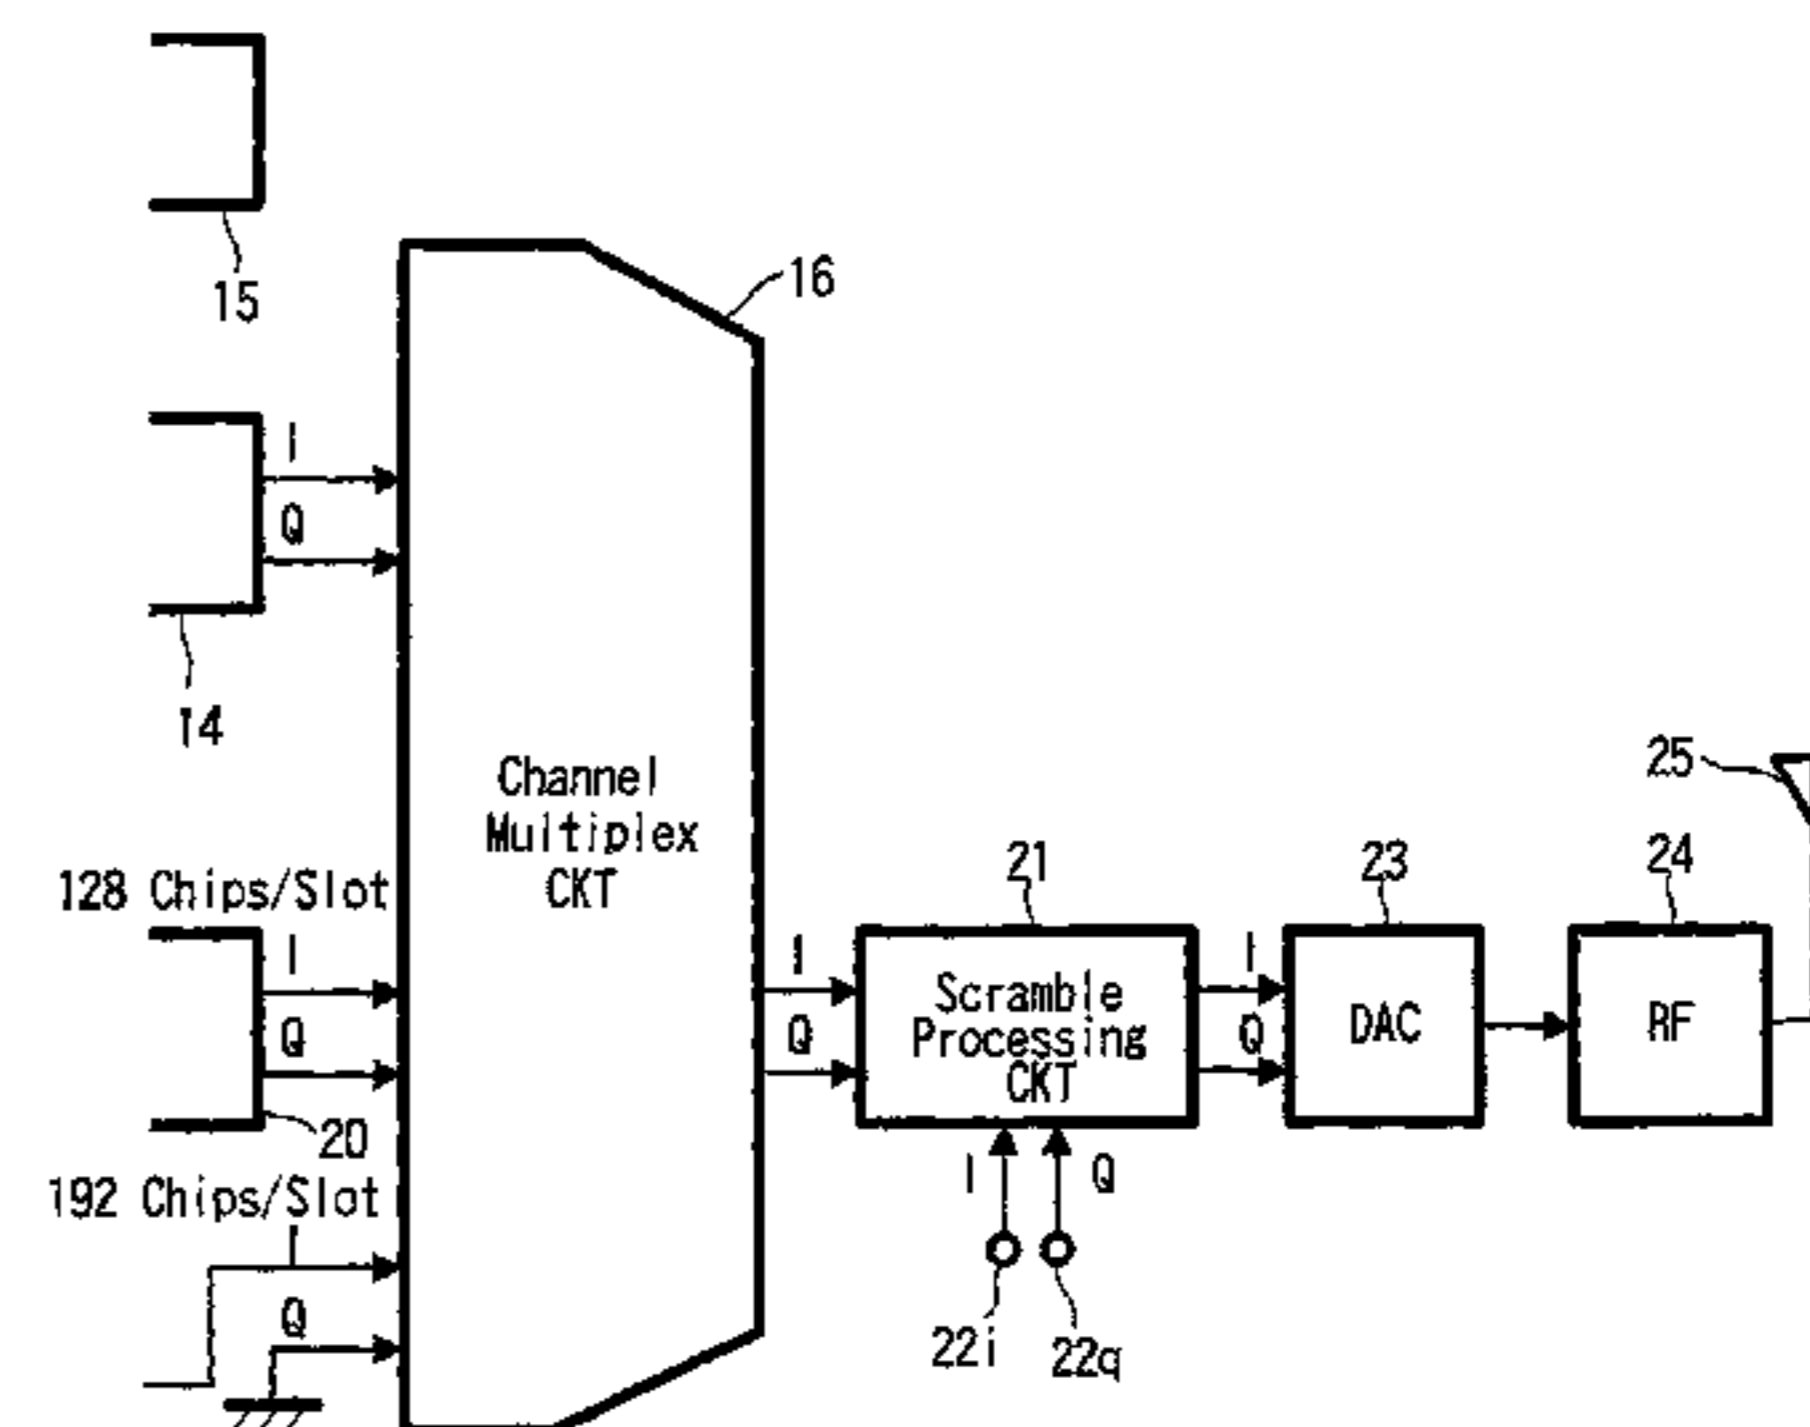 15
16
I
Q
14
Channel
Multiplex
CKT
128 Chips/Slot
I
Q
20
192 Chips/Slot
I
Q
I
Q
21
Scramble
Processing
CKT
I
Q
23
DAC
24
RF
25
I
Q
22i
22q